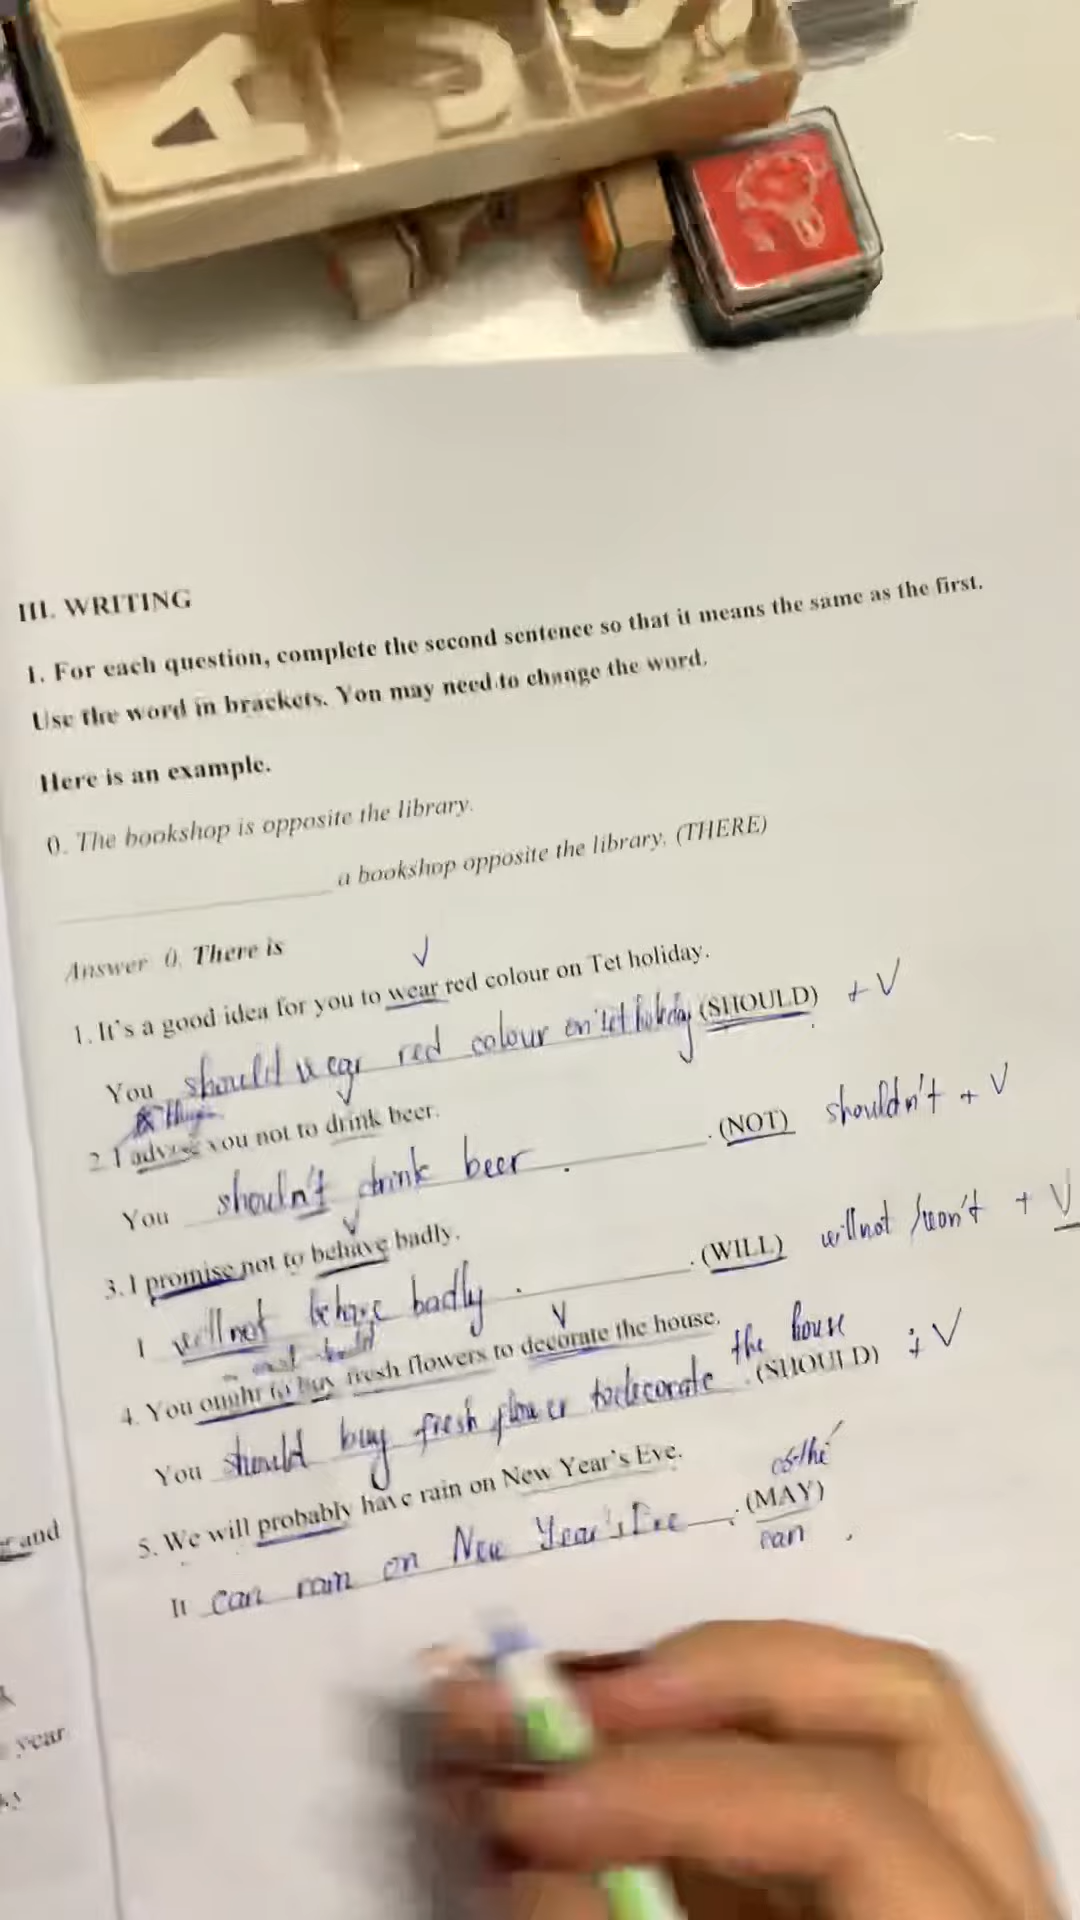 A
III. WRITING
1. For each question, complete the second sentence so that it means the same as the first.
Use the word in brackets. You may need to change the word.
Here is an example.
0. The bookshop is opposite the library.
a bookshop opposite the library. (THERE)
Answer 0. There is
1. It's a good idea for you to wear red colour on Tet holiday.
You should wear red colour on Tet holiday (SHOULD) + V
2. I advise you not to drink beer.
You shoudn't drink beer . . (NOT) shouldn't + V
3. I promise not to behave badly.
I will not behave badly . . (WILL) will not / won't + V
4. You ought to buy fresh flowers to decorate the house.
You should buy fresh flower to decorate the house . (SHOULD) + V
5. We will probably have rain on New Year's Eve.
It can rain on New Year's Eve . (MAY)
can
and
year